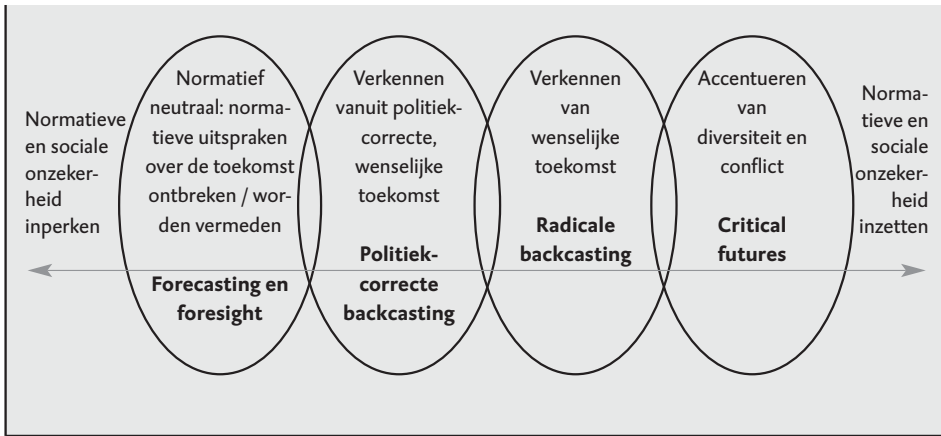 Normatieve
en sociale
onzeker-
heid
inperken
Normatief
neutraal: norma-
tieve uitspraken
over de toekomst
ontbreken / wor-
den vermeden
Forecasting en
foresight
Verkennen
vanuit politiek-
correcte,
wenselijke
toekomst
Politiek-
correcte
backcasting
Verkennen
van
wenselijke
toekomst
Radicale
backcasting
Accentueren
van
diversiteit en
conflict
Critical
futures
Norma-
tieve en
sociale
onzeker-
heid
inzetten